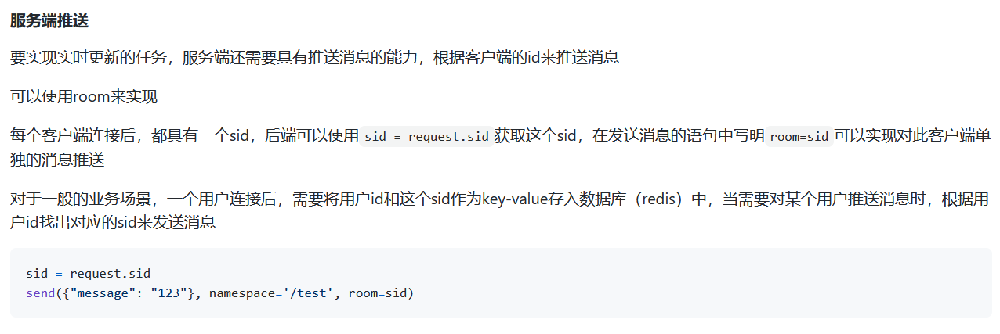 服务端推送
要实现实时更新的任务，服务端还需要具有推送消息的能力，根据客户端的id来推送消息
可以使用room来实现
每个客户端连接后，都具有一个sid，后端可以使用 sid = request.sid 获取这个sid，在发送消息的语句中写明 room=sid 可以实现对此客户端单
独的消息推送
对于一般的业务场景，一个用户连接后，需要将用户id和这个sid作为key-value存入数据库（redis）中，当需要对某个用户推送消息时，根据用
户id找出对应的sid来发送消息
sid = request.sid
send({"message": "123"}, namespace='/test', room=sid)